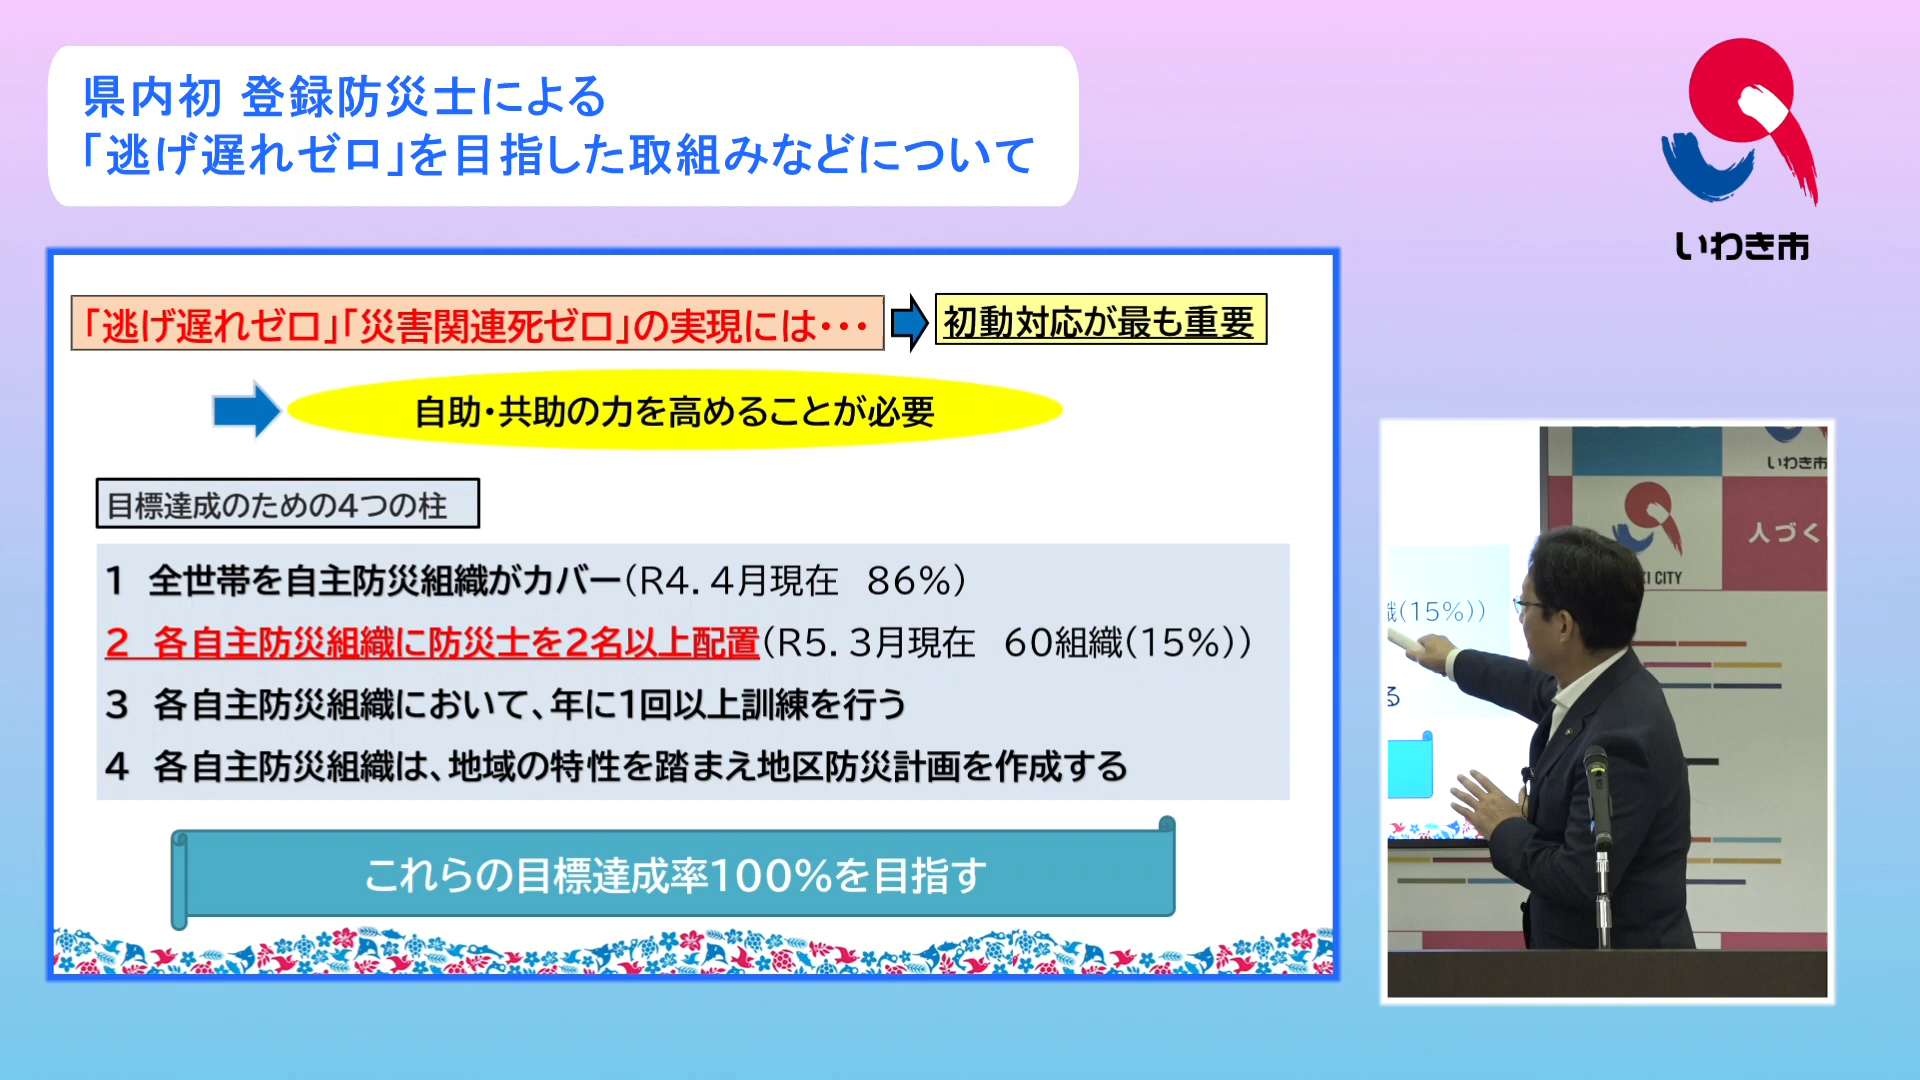 県内初 登録防災士による
「逃げ遅れゼロ」を目指した取組みなどについて
いわき市
「逃げ遅れゼロ」「災害関連死ゼロ」の実現には・・・
初動対応が最も重要
自助・共助の力を高めることが必要
目標達成のための4つの柱
1 全世帯を自主防災組織がカバー(R4.4月現在 86%)
2 各自主防災組織に防災士を2名以上配置(R5.3月現在 60組織(15%))
3 各自主防災組織において、年に1回以上訓練を行う
4 各自主防災組織は、地域の特性を踏まえ地区防災計画を作成する
これらの目標達成率100%を目指す
いわき市
人づく
I CITY
織(15%))
る